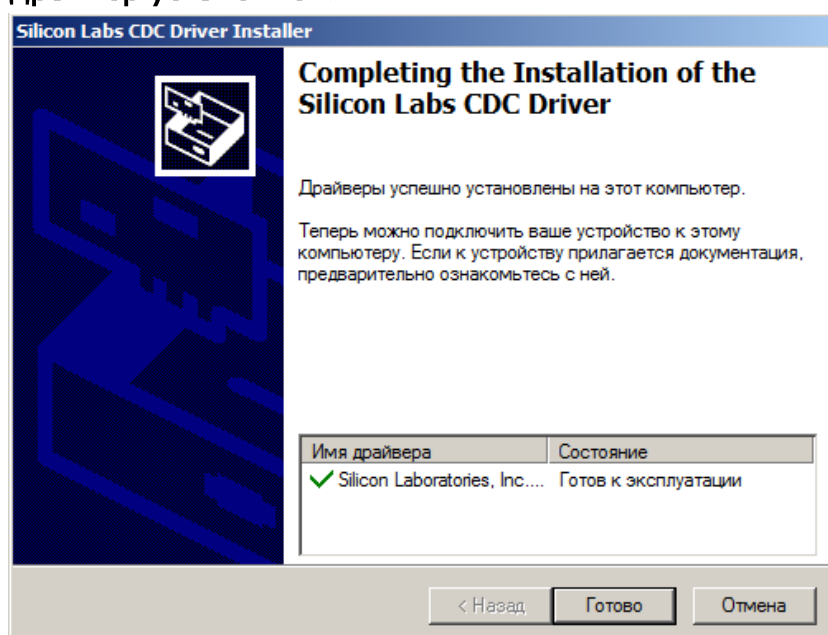 Silicon Labs CDC Driver Installer
Completing the Installation of the
Silicon Labs CDC Driver
Драйверы успешно установлены на этот компьютер.
Теперь можно подключить ваше устройство к этому
компьютеру. Если к устройству прилагается документация,
предварительно ознакомьтесь с ней.
Имя драйвера Состояние
Silicon Laboratories, Inc.... Готов к эксплуатации
< Назад Готово Отмена